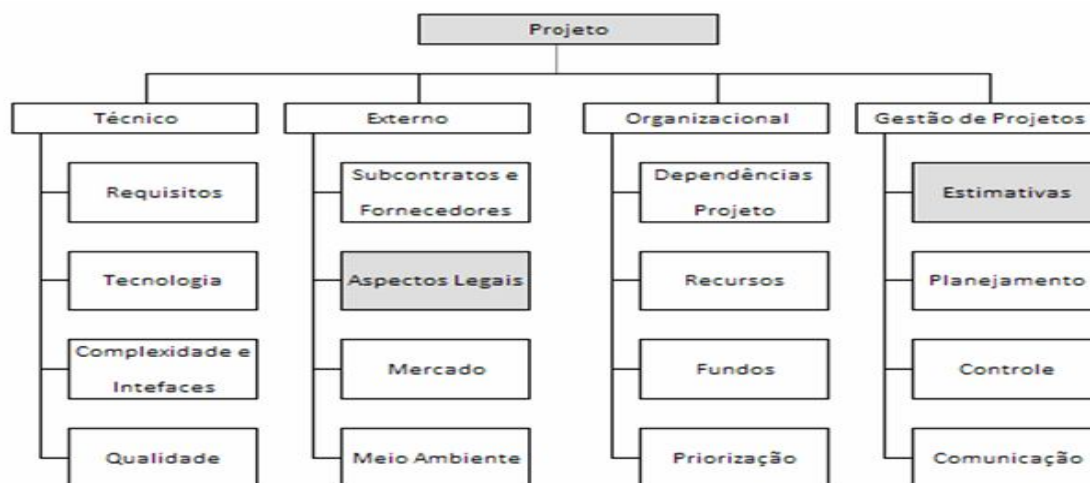 Projeto
Técnico
Requisitos
Tecnologia
Complexidade e
Intefaces
Qualidade
Externo
Subcontratos e
Fornecedores
Aspectos Legais
Mercado
Meio Ambiente
Organizacional
Dependências
Projeto
Recursos
Fundos
Priorização
Gestão de Projetos
Estimativas
Planejamento
Controle
Comunicação